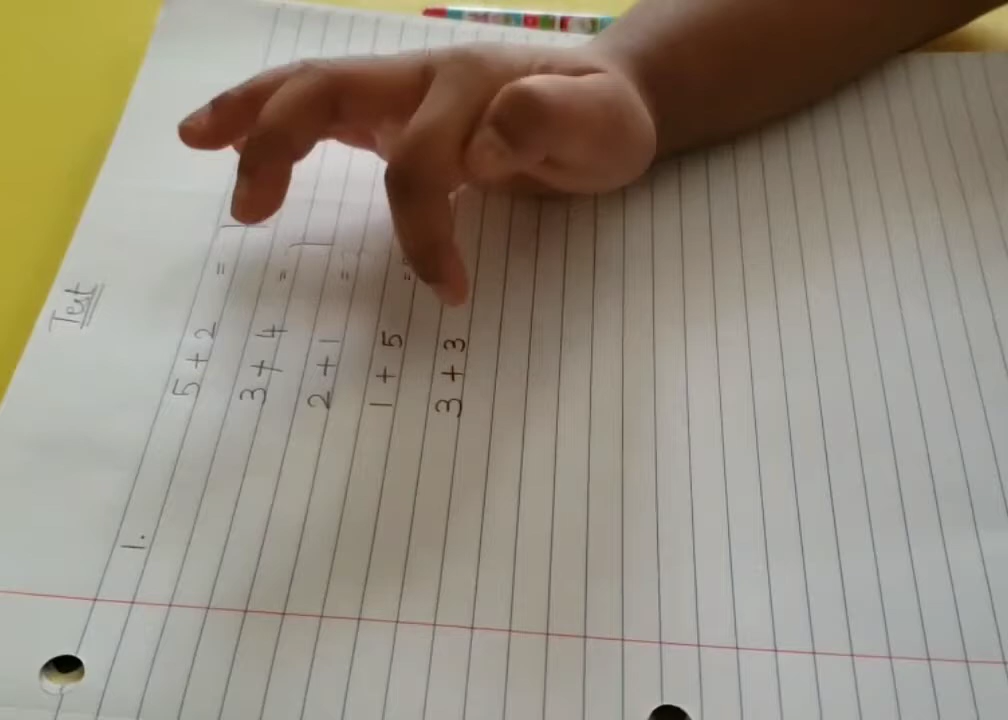 Test
1.
5 + 2 =
3 + 4 =
2 + 1 =
1 + 5 =
3 + 3